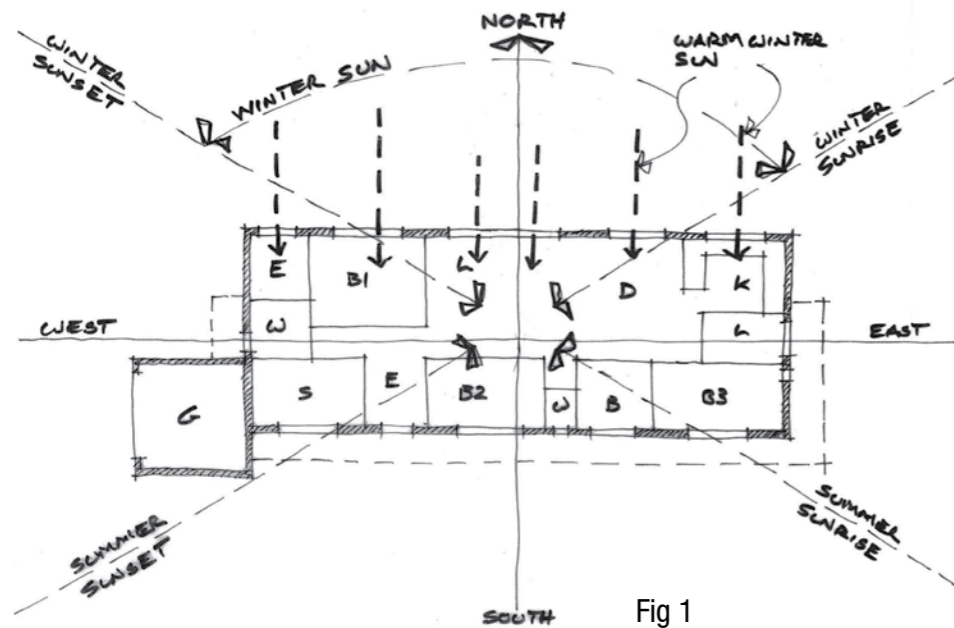 NORTH
WINTER
SUNSET
WINTER SUN
WARM WINTER
SUN
WINTER
SUNRISE
E
B1
L
D
K
W
L
WEST
EAST
G
S
E
B2
W
B
B3
SUMMER
SUNSET
SUMMER
SUNRISE
SOUTH
Fig 1